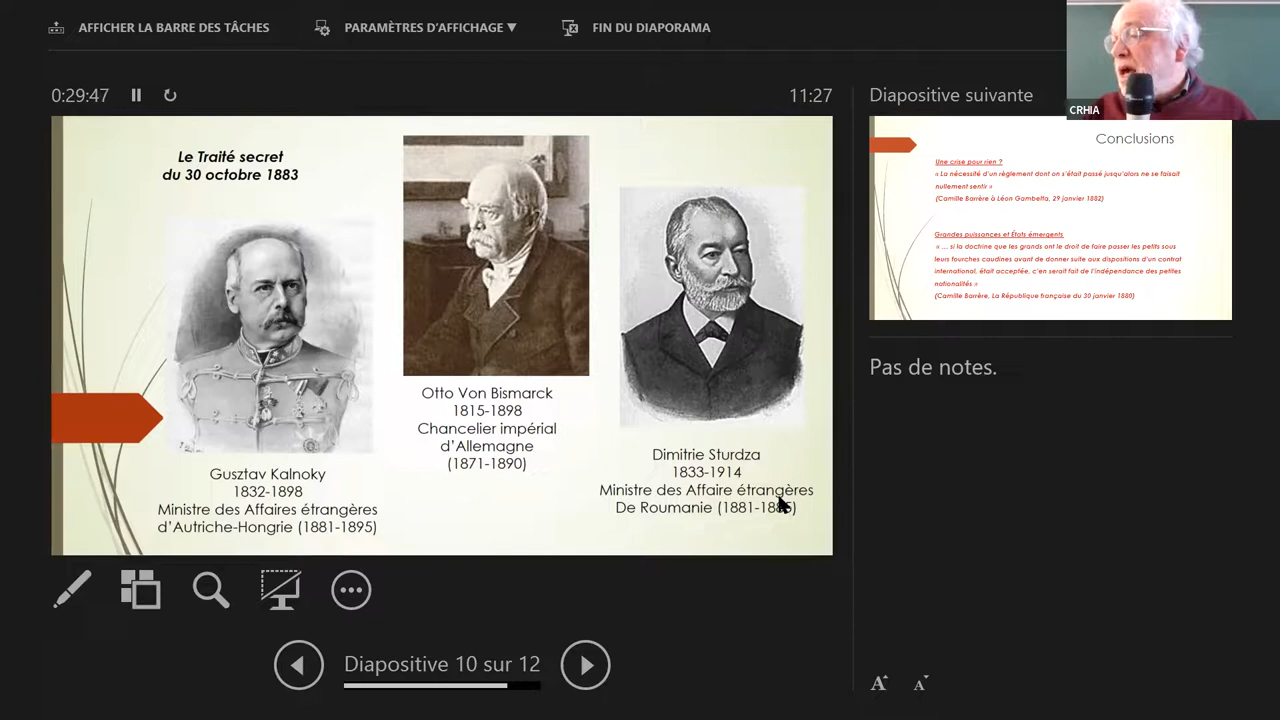 AFFICHER LA BARRE DES TÂCHES
PARAMÈTRES D'AFFICHAGE ▼
FIN DU DIAPORAMA
CRHIA
0:29:47
11:27
Le Traité secret
du 30 octobre 1883
Gusztav Kalnoky
1832-1898
Ministre des Affaires étrangères
d'Autriche-Hongrie (1881-1895)
Otto Von Bismarck
1815-1898
Chancelier impérial
d'Allemagne
(1871-1890)
Dimitrie Sturdza
1833-1914
Ministre des Affaire étrangères
De Roumanie
Diapositive suivante
Conclusions
Une crise pour rien ?
« La nécessité d'un règlement dont on s'était passé jusqu'alors ne se faisait
nullement sentir »
(Camille Barrère à Léon Gambetta, 29 janvier 1882)
Grandes puissances et États émergents
« ... si la doctrine que les grands ont le droit de faire passer les petits sous
leurs fourches caudines avant de donner suite aux dispositions d'un contrat
international, était acceptée, c'en serait fait de l'indépendance des petites
nationalités »
(Camille Barrère, La République française du 30 janvier 1880)
Pas de notes.
Diapositive 10 sur 12
A A